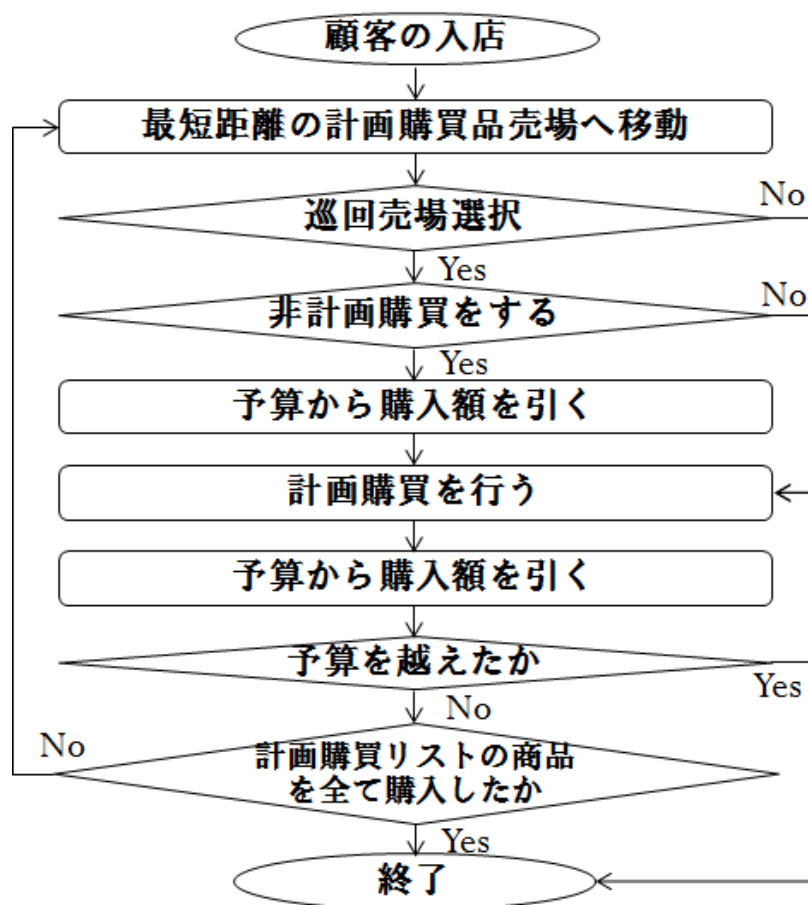 顧客の入店
最短距離の計画購買品売場へ移動
巡回売場選択
No
Yes
非計画購買をする
No
Yes
予算から購入額を引く
計画購買を行う
予算から購入額を引く
予算を越えたか
Yes
No
計画購買リストの商品
を全て購入したか
No
Yes
終了